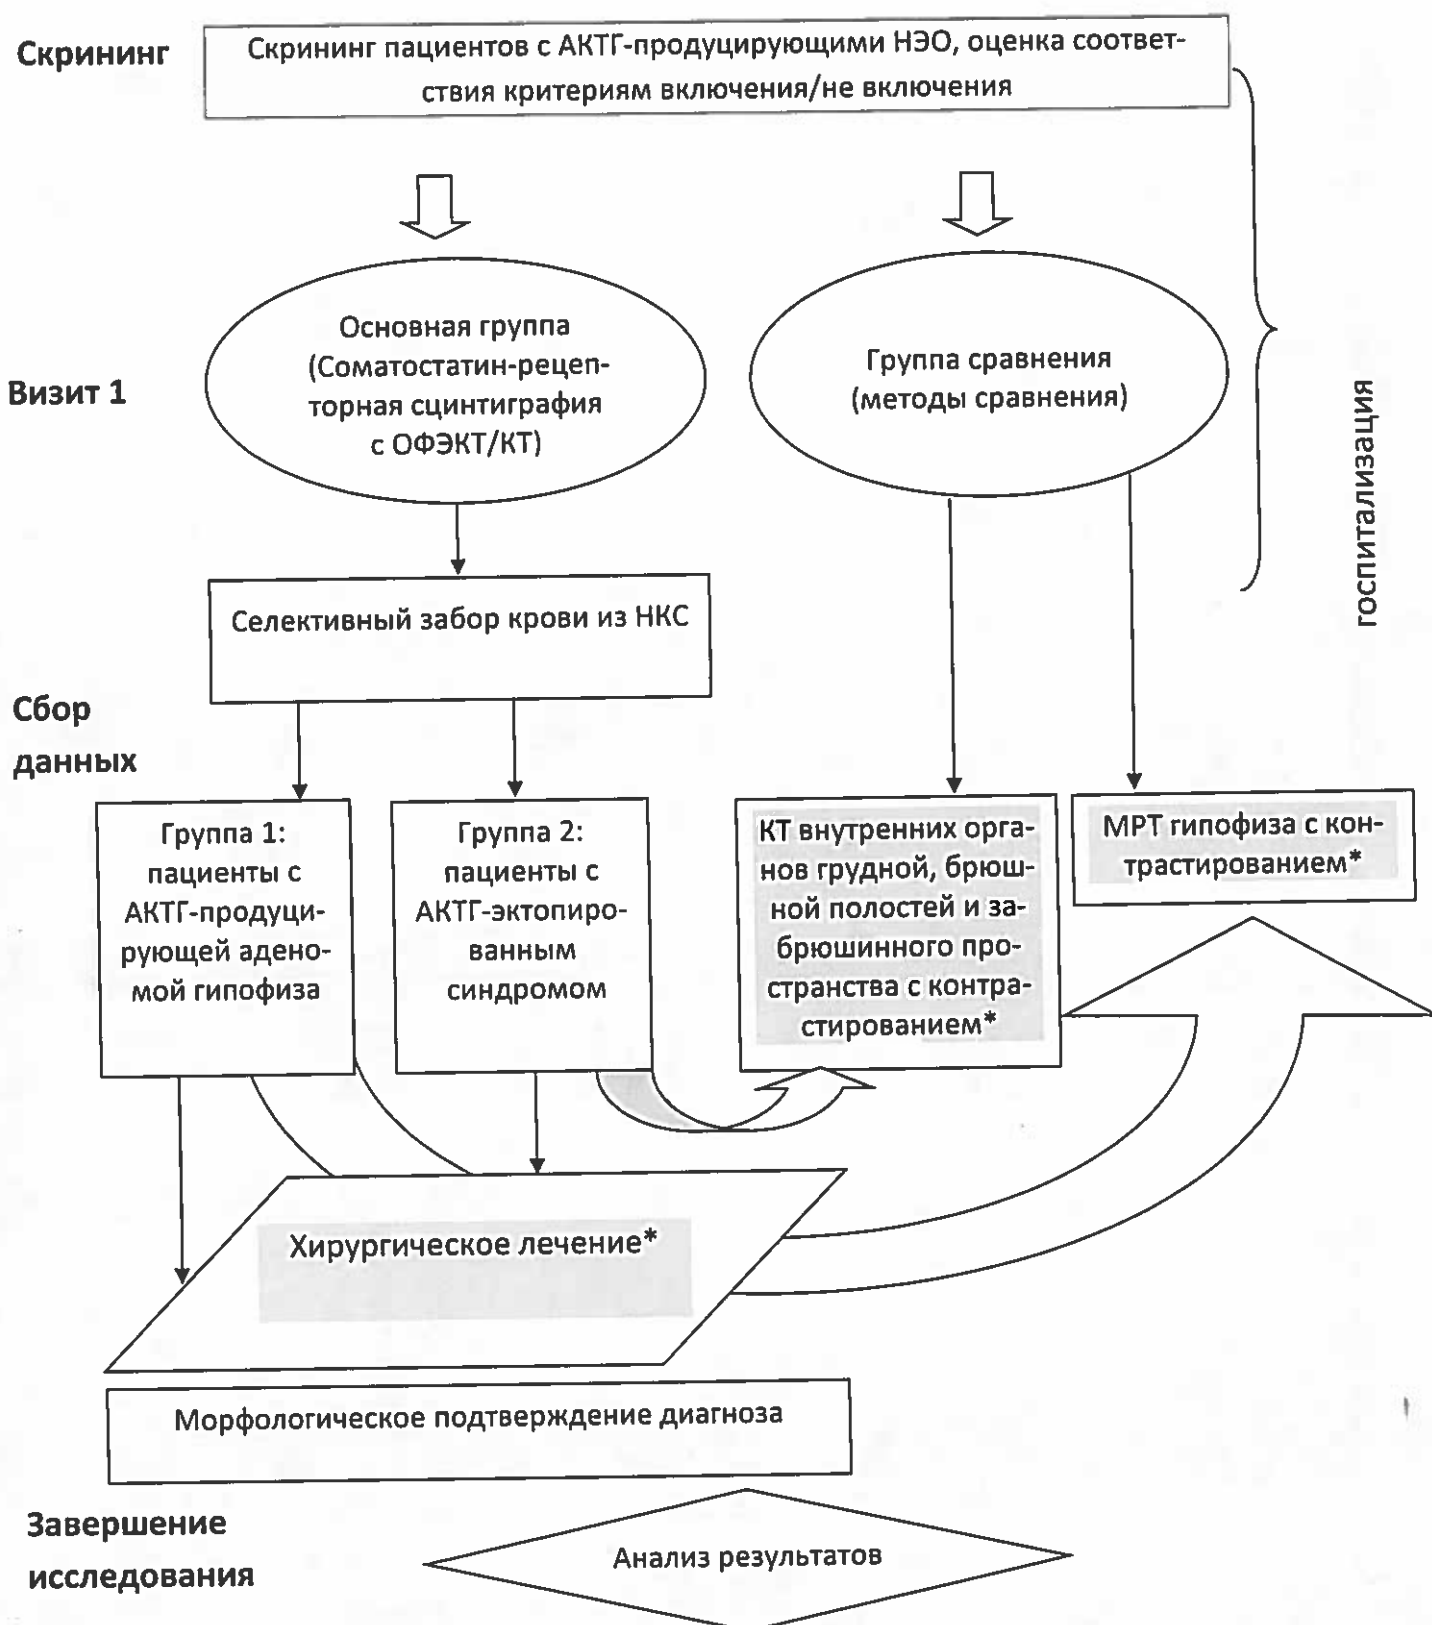 Скрининг
Скрининг пациентов с АКТГ-продуцирующими НЭО, оценка соответ-
ствия критериям включения/не включения
Визит 1
Основная группа
(Соматостатин-рецеп-
торная сцинтиграфия
с ОФЭКТ/КТ)
Группа сравнения
(методы сравнения)
госпитализация
Селективный забор крови из НКС
Сбор
данных
Группа 1:
пациенты с
АКТГ-продуци-
рующей адено-
мой гипофиза
Группа 2:
пациенты с
АКТГ-эктопиро-
ванным
синдромом
КТ внутренних орга-
нов грудной, брюш-
ной полостей и за-
брюшинного про-
странства с контра-
стированием*
МРТ гипофиза с кон-
трастированием*
Хирургическое лечение*
Морфологическое подтверждение диагноза
Завершение
исследования
Анализ результатов